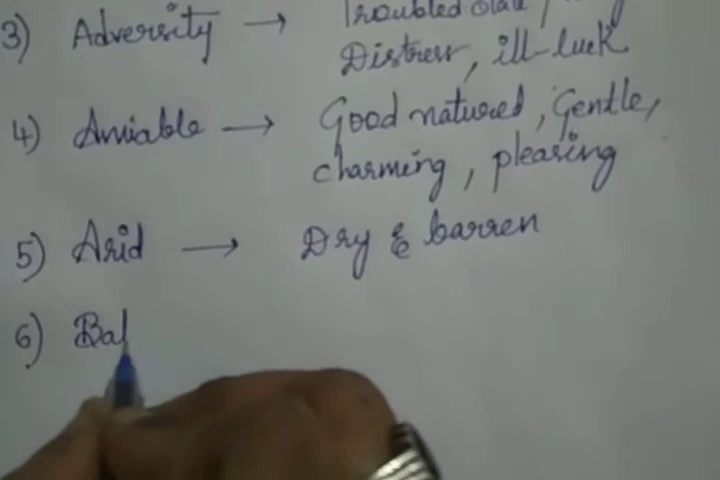 3) Adversity → Troubled State,
Distress, ill-luck
4) Amiable → Good natured, Gentle,
charming, pleasing
5) Arid → Dry & barren
6) Bal